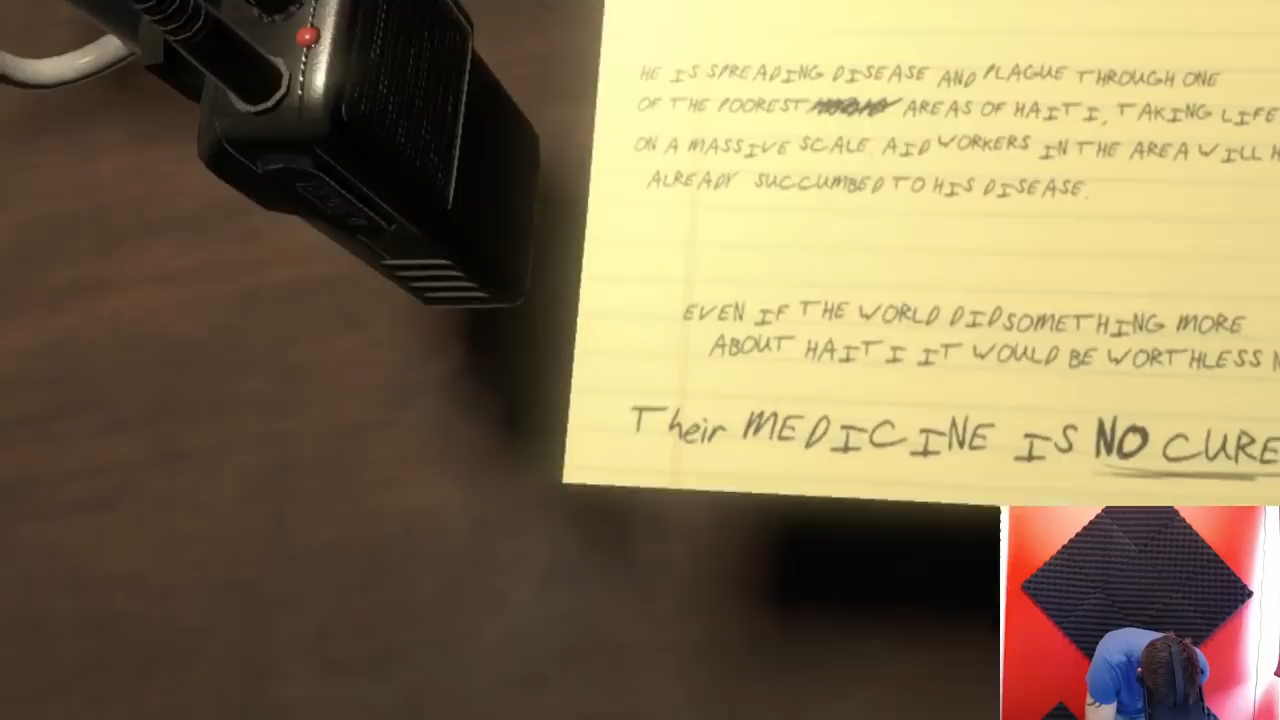 HE IS SPREADING DISEASE AND PLAGUE THROUGH ONE
OF THE POOREST AREAS OF HAITI, TAKING LIFE
ON A MASSIVE SCALE. AID WORKERS IN THE AREA WILL
ALREADY SUCCUMBED TO HIS DISEASE.
EVEN IF THE WORLD DID SOMETHING MORE
ABOUT HAITI IT WOULD BE WORTHLESS
Their MEDICINE IS NO CURE